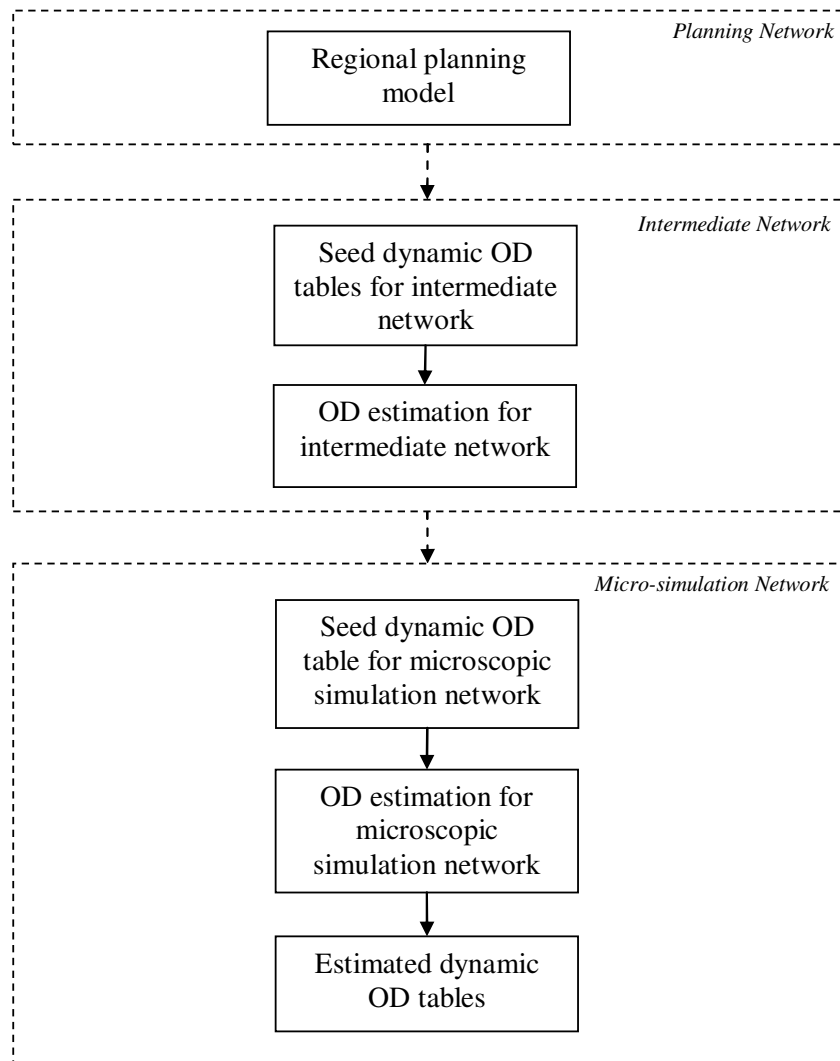 Planning Network
Regional planning
model
Intermediate Network
Seed dynamic OD
tables for intermediate
network
OD estimation for
intermediate network
Micro-simulation Network
Seed dynamic OD
table for microscopic
simulation network
OD estimation for
microscopic
simulation network
Estimated dynamic
OD tables